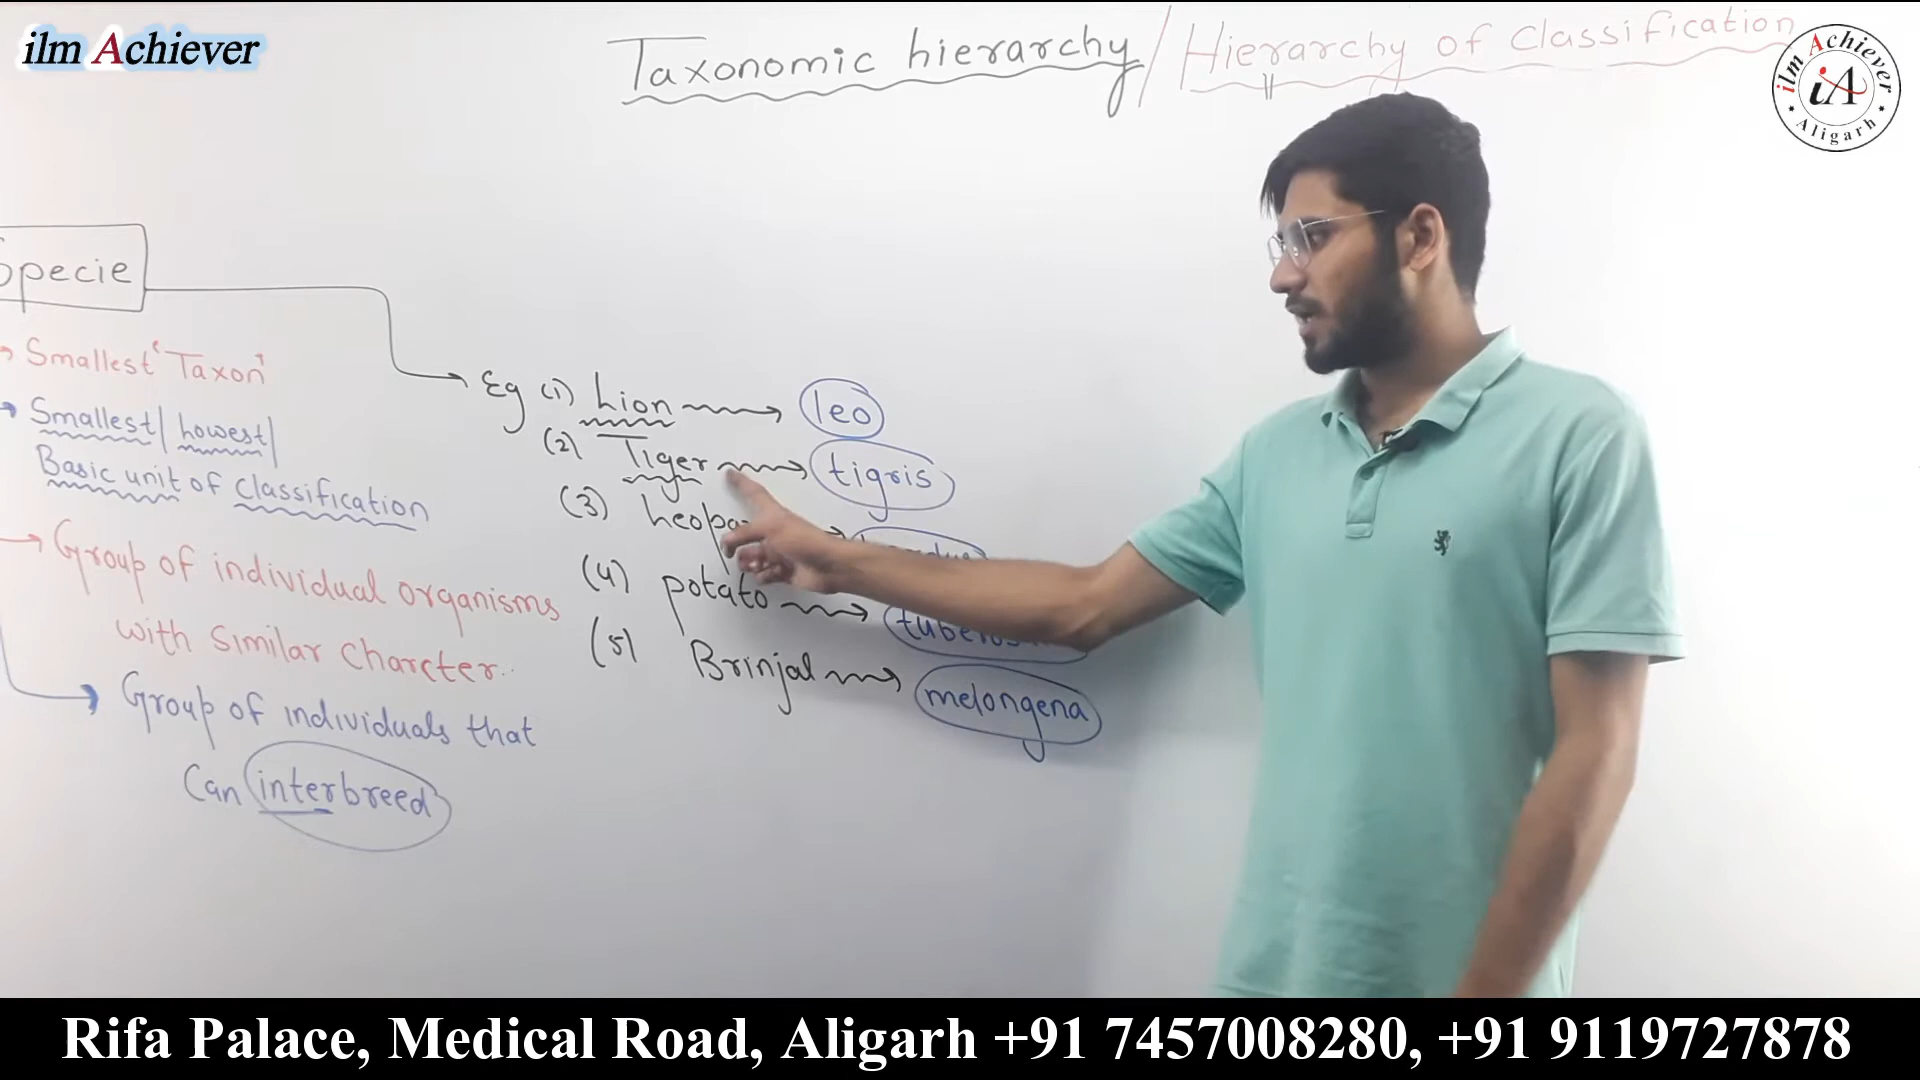 ilm Achiever
Taxonomic hierarchy / Hierarchy of Classification
ilm Achiever
iA
Aligarh
Specie
Smallest "Taxon"
Smallest | Lowest |
Basic unit of Classification
Group of individual organisms
with Similar Charcter.
Group of individuals that
Can interbreed
Eg (1) Lion leo
(2) Tiger tigris
(3)
(4) potato
(5) Brinjal melongena
Rifa Palace, Medical Road, Aligarh +91 7457008280, +91 9119727878